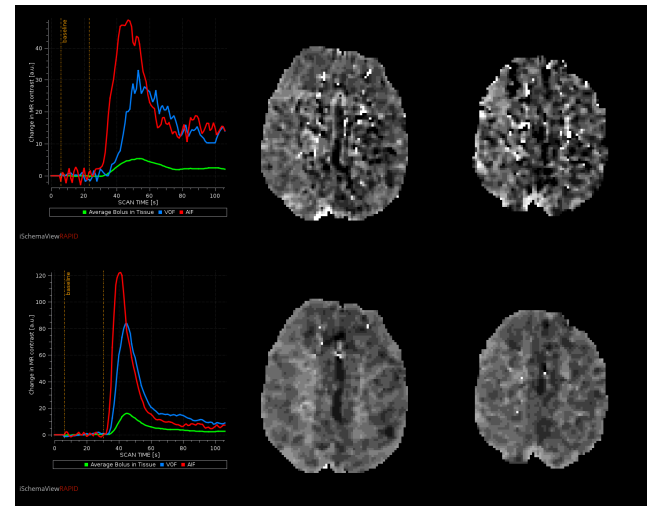 baseline
50
40
30
20
10
0
Change in MR contrast [a.u.]
0 20 40 60 80 100
SCAN TIME [s]
Average Bolus in Tissue VOF AIF
iSchemaViewRAPID
baseline
120
100
80
60
40
20
0
Change in MR contrast [a.u.]
0 20 40 60 80 100
SCAN TIME [s]
Average Bolus in Tissue VOF AIF
iSchemaViewRAPID